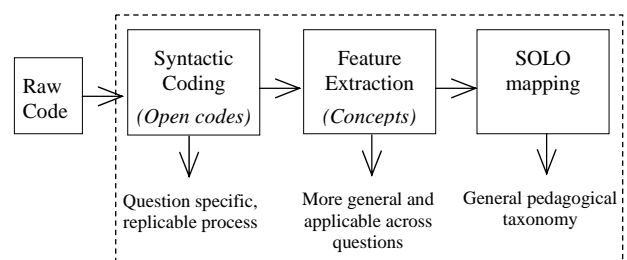 Raw
Code
Syntactic
Coding
(Open codes)
Feature
Extraction
(Concepts)
SOLO
mapping
Question specific,
replicable process
More general and
applicable across
questions
General pedagogical
taxonomy